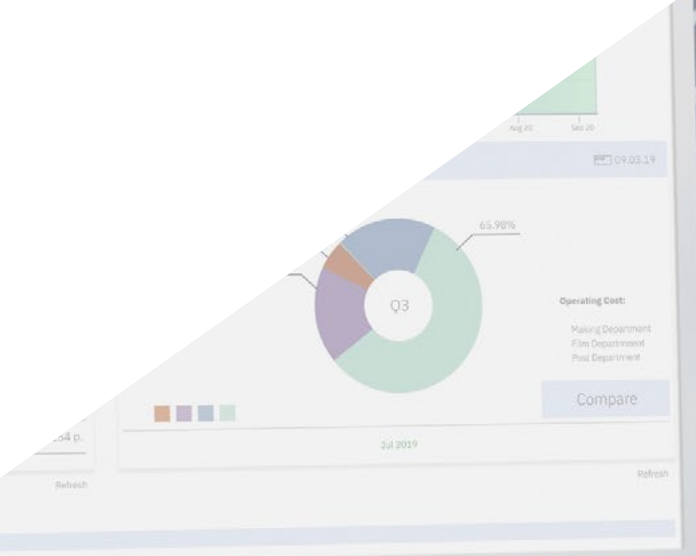 Aug 20 Sep 20
09.03.19
65.98%
Q3
Operating Cost:
Making Department
Film Department
Post Department
Compare
34 p.
Jul 2019
Refresh
Refresh